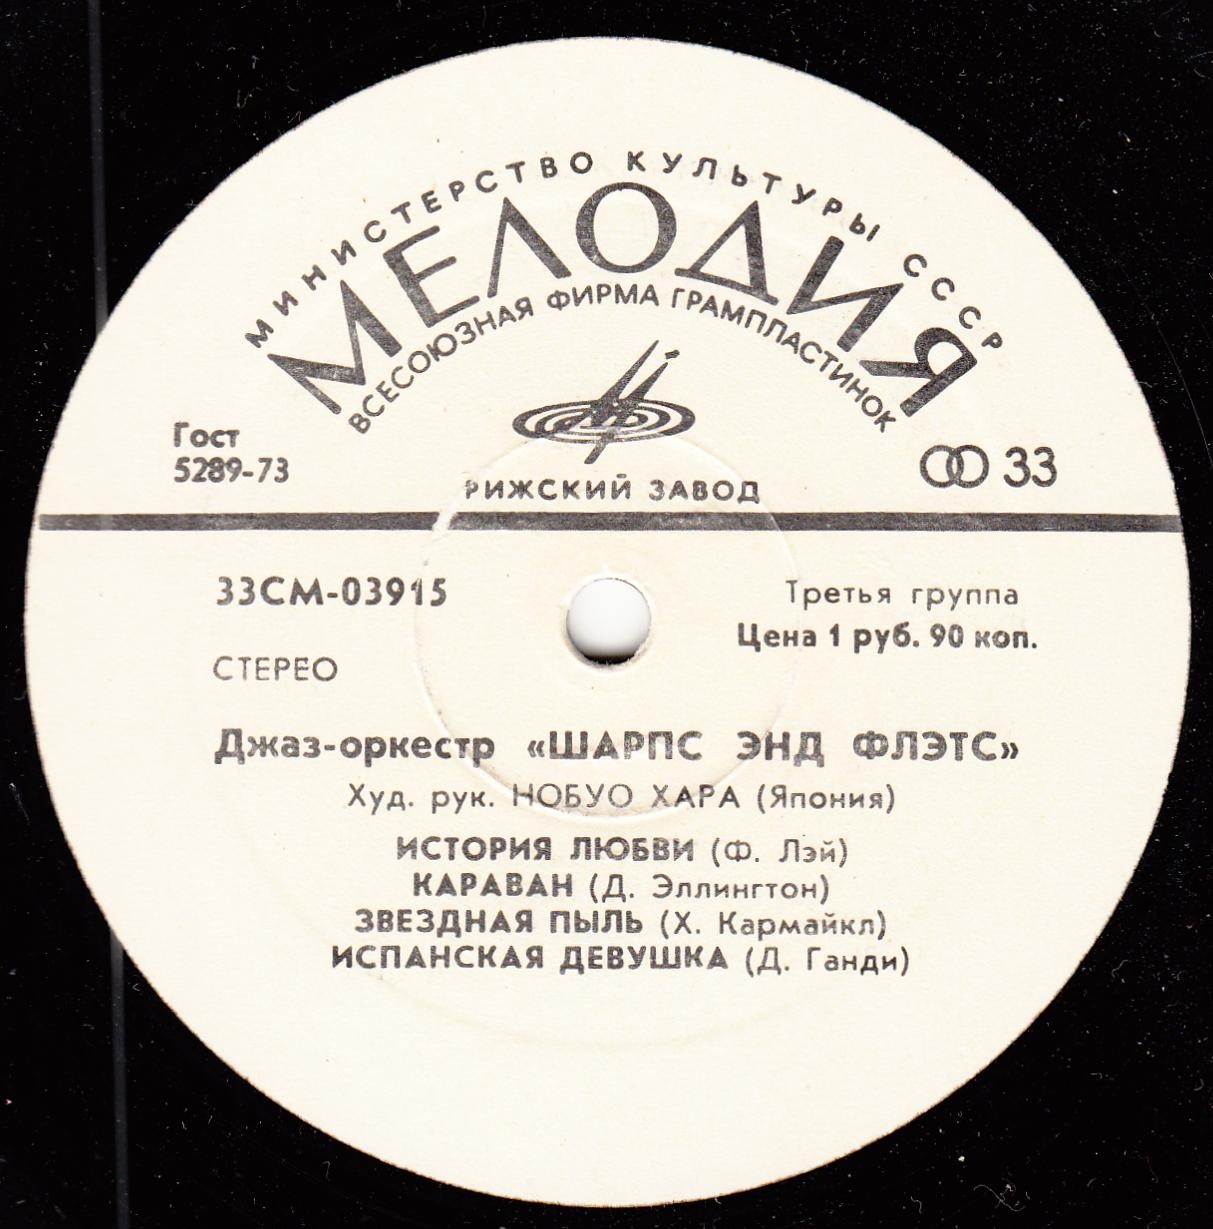 МИНИСТЕРСТВО КУЛЬТУРЫ СССР
МЕЛОДИЯ
ВСЕСОЮЗНАЯ ФИРМА ГРАМПЛАСТИНОК
Гост
5289-73
33
РИЖСКИЙ ЗАВОД
33СМ-03915
Третья группа
Цена 1 руб. 90 коп.
СТЕРЕО
Джаз-оркестр «ШАРПС ЭНД ФЛЭТС»
Худ. рук. НОБУО ХАРА (Япония)
ИСТОРИЯ ЛЮБВИ (Ф. Лэй)
КАРАВАН (Д. Эллингтон)
ЗВЕЗДНАЯ ПЫЛЬ (Х. Кармайкл)
ИСПАНСКАЯ ДЕВУШКА (Д. Ганди)